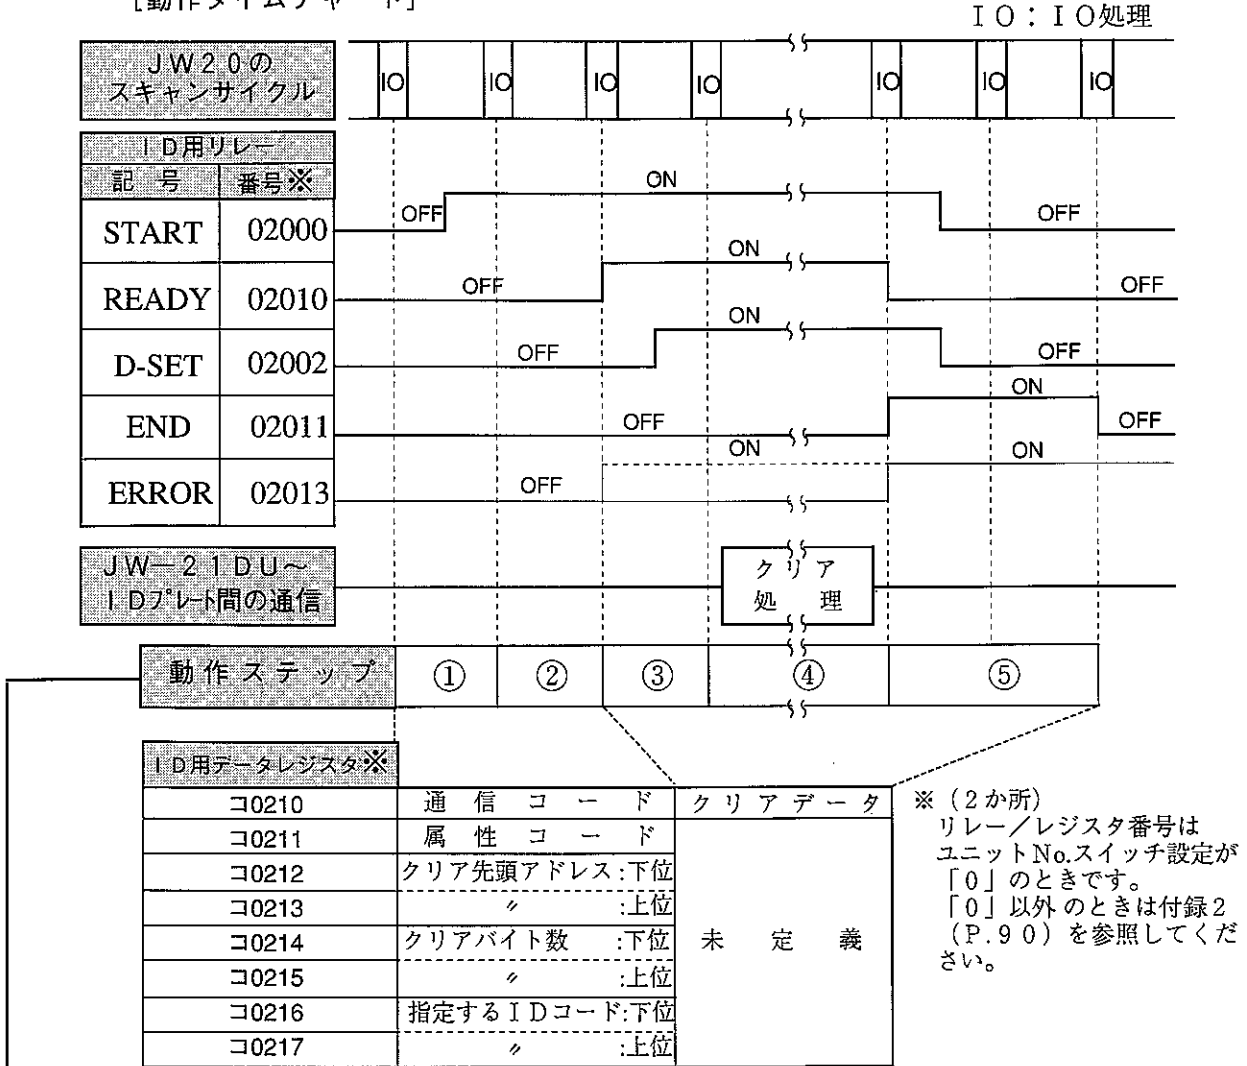 [動作タイムチャート]
IO：IO処理
JW20の
スキャンサイクル
IO IO IO IO IO IO IO
ID用リレー
記号 番号※
START 02000 OFF ON OFF
READY 02010 OFF ON OFF
D-SET 02002 OFF ON OFF
END 02011 OFF ON OFF
ERROR 02013 OFF ON ON
JW-21DU～
IDプレート間の通信
クリア
処理
動作ステップ ① ② ③ ④ ⑤
ID用データレジスタ※
コ0210 通信コード クリアデータ
コ0211 属性コード
コ0212 クリア先頭アドレス:下位
コ0213 〃 :上位
コ0214 クリアバイト数 :下位
コ0215 〃 :上位
コ0216 指定するIDコード:下位
コ0217 〃 :上位
未定義
※（2か所）
リレー／レジスタ番号は
ユニットNo.スイッチ設定が
「0」のときです。
「0」以外のときは付録2
（P.90）を参照してくだ
さい。